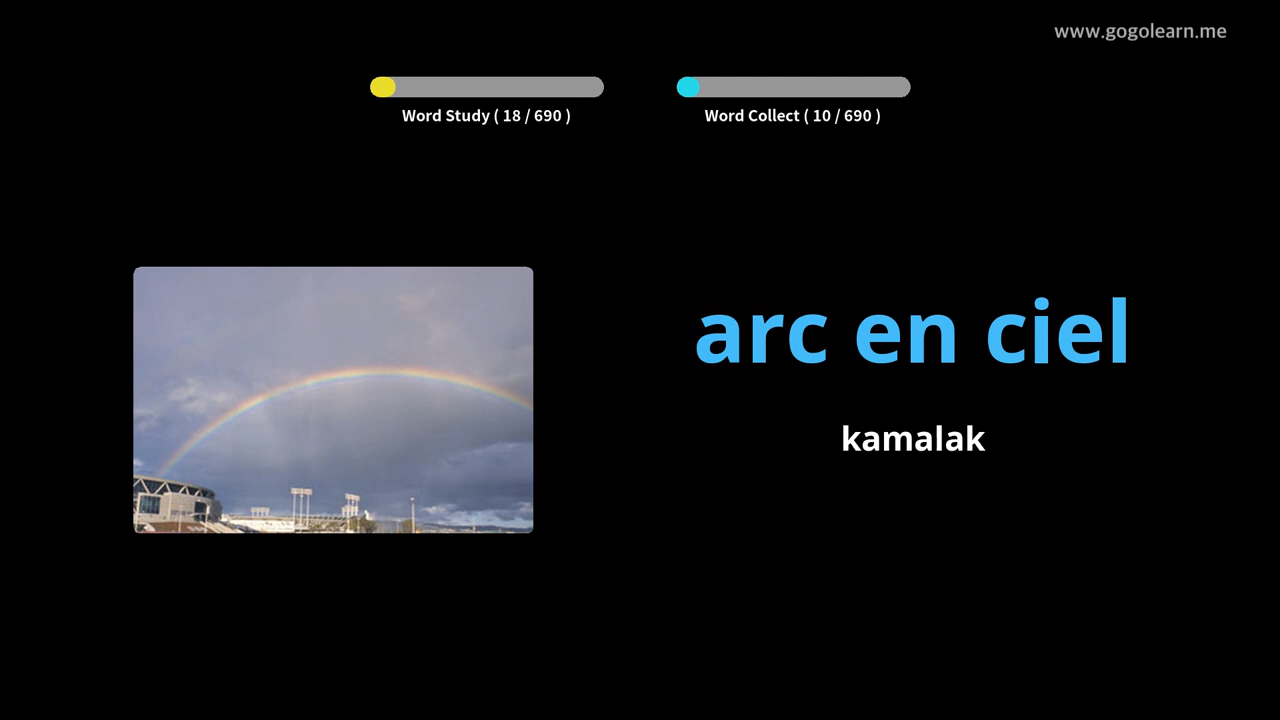 www.gogolearn.me
Word Study ( 18 / 690 )
Word Collect ( 10 / 690 )
arc en ciel
kamalak